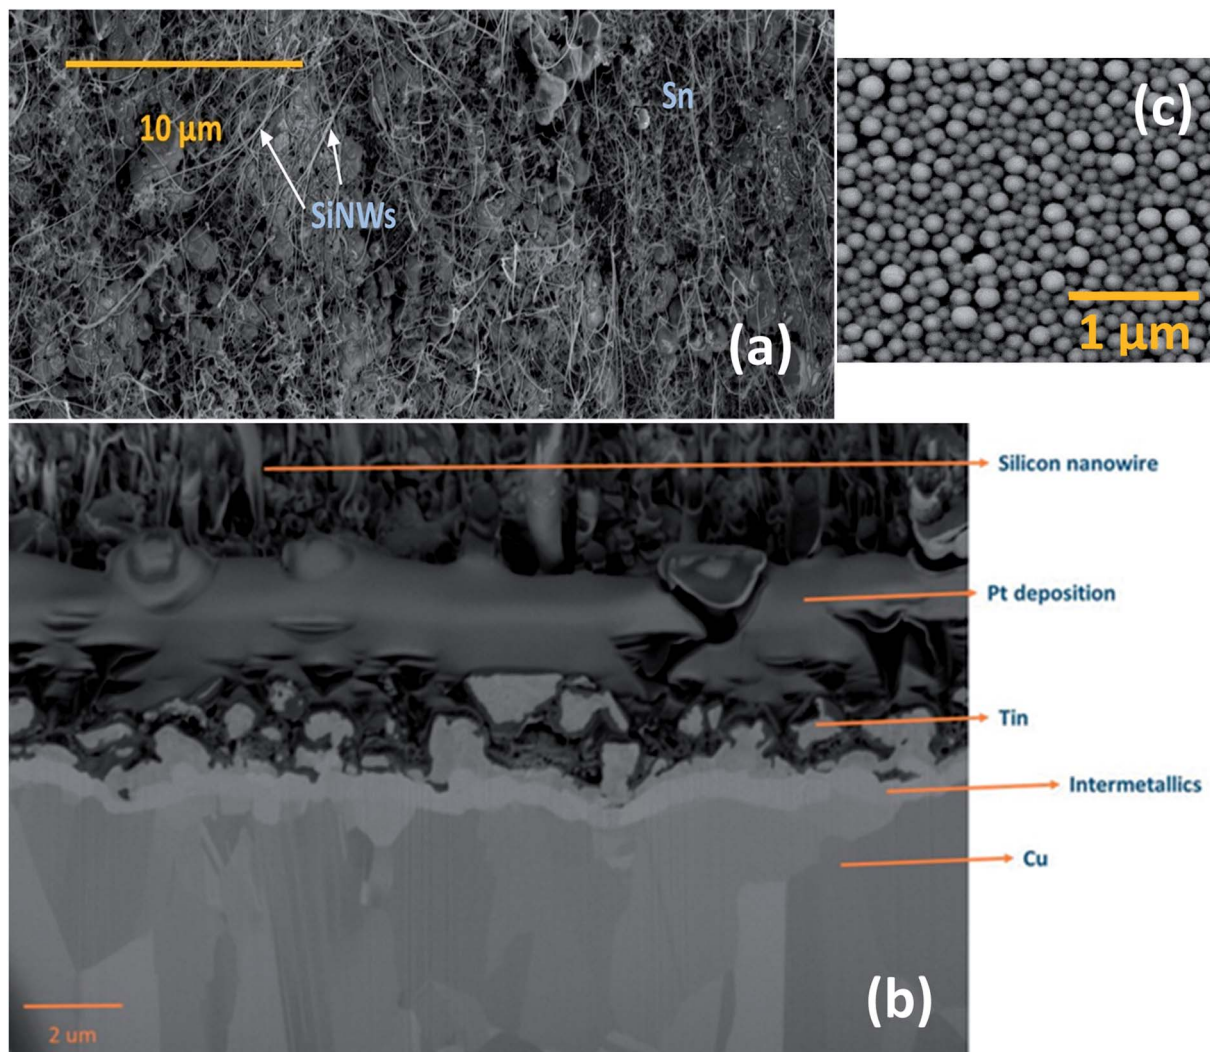 10 µm
SiNWs
Sn
(a)
(c)
1 µm
Silicon nanowire
Pt deposition
Tin
Intermetallics
Cu
2 um
(b)